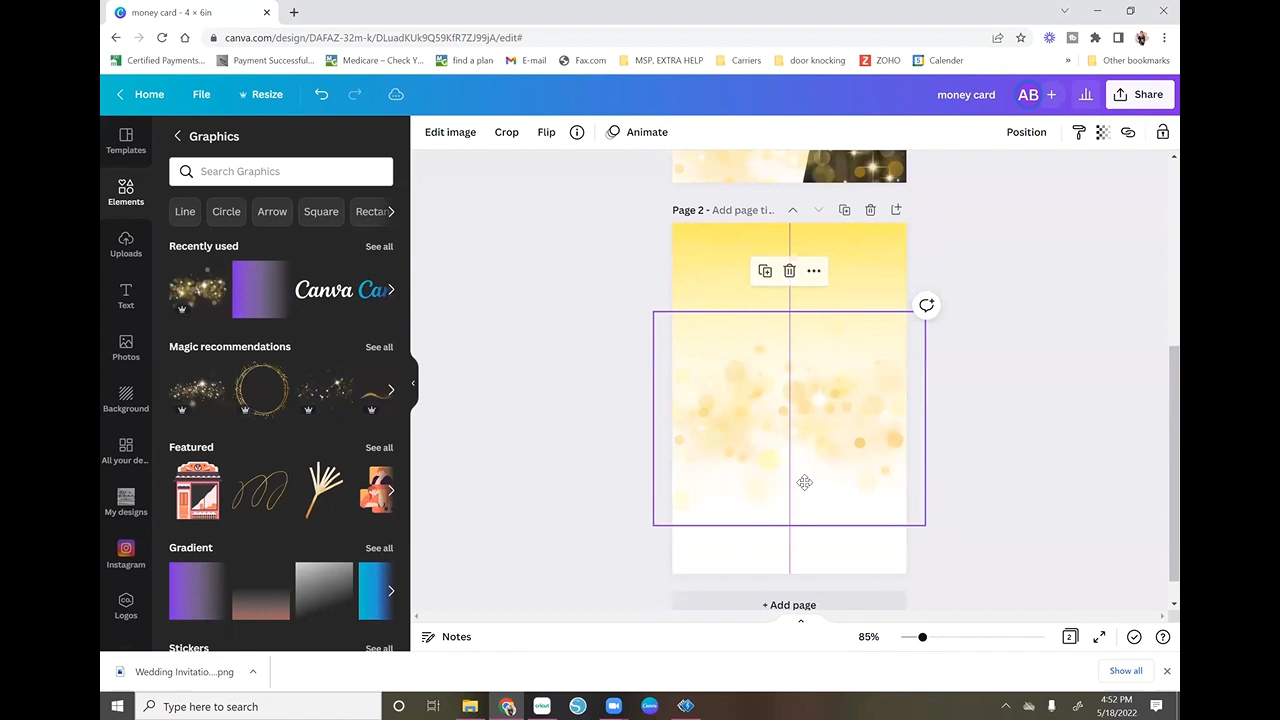 money card - 4 × 6in
canva.com/design/DAFAZ-32m-k/DLuadKUk9Q59KfR7ZJ99jA/edit#
Certified Payments...
Payment Successful...
Medicare – Check Y...
find a plan
E-mail
Fax.com
MSP, EXTRA HELP
Carriers
door knocking
ZOHO
Calender
»
Other bookmarks
Home
File
Resize
money card
AB
Share
Templates
Elements
Uploads
Text
Photos
Background
All your de...
My designs
Instagram
Logos
Graphics
Search Graphics
Line
Circle
Arrow
Square
Rectar
Recently used
See all
Canva
Ca
Magic recommendations
See all
Featured
See all
Gradient
See all
Stickers
See all
Edit image
Crop
Flip
Animate
Position
Page 2 - Add page ti...
+ Add page
Notes
85%
2
Wedding Invitatio....png
Show all
Type here to search
4:52 PM
5/18/2022